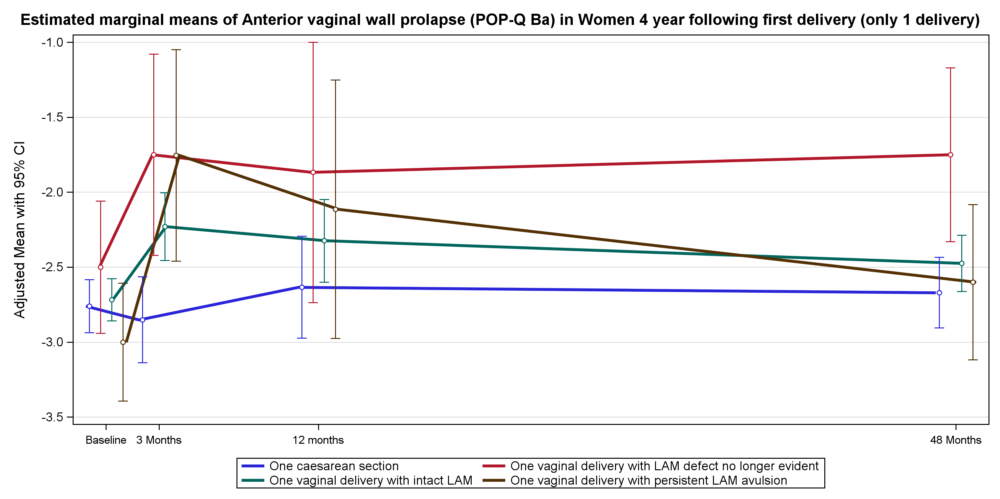 Estimated marginal means of Anterior vaginal wall prolapse (POP-Q Ba) in Women 4 year following first delivery (only 1 delivery)
Adjusted Mean with 95% CI
-1.0
-1.5
-2.0
-2.5
-3.0
-3.5
Baseline 3 Months 12 months 48 Months
One caesarean section One vaginal delivery with LAM defect no longer evident
One vaginal delivery with intact LAM One vaginal delivery with persistent LAM avulsion